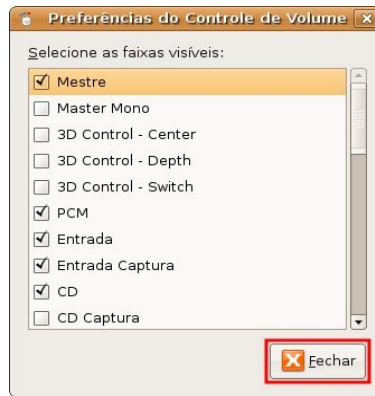 Preferências do Controle de Volume
Selecione as faixas visíveis:
Mestre
Master Mono
3D Control - Center
3D Control - Depth
3D Control - Switch
PCM
Entrada
Entrada Captura
CD
CD Captura
Fechar